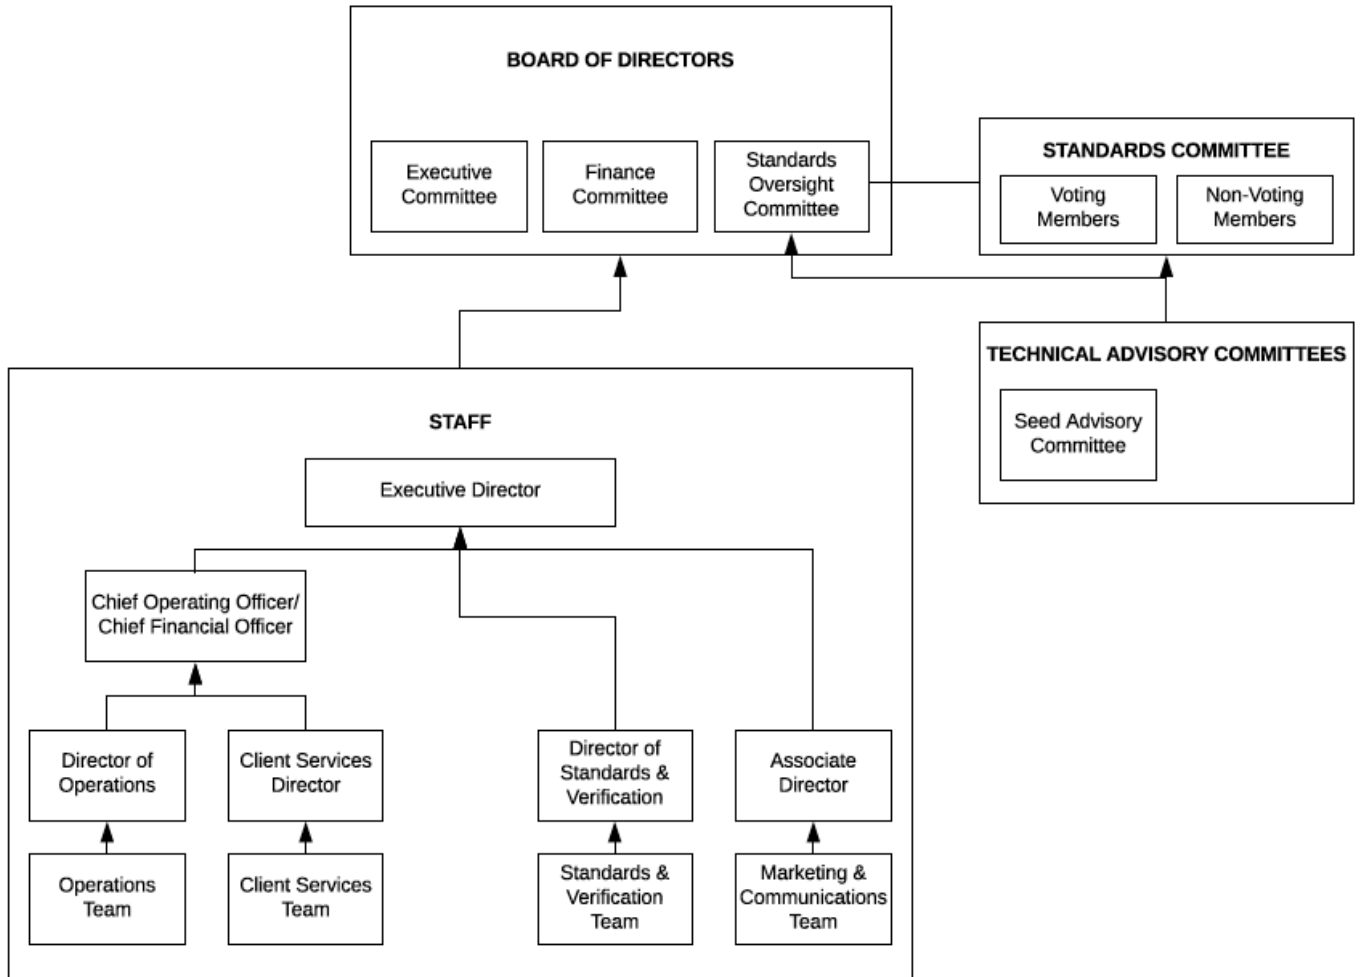 BOARD OF DIRECTORS
Executive
Committee
Finance
Committee
Standards
Oversight
Committee
STANDARDS COMMITTEE
Voting
Members
Non-Voting
Members
TECHNICAL ADVISORY COMMITTEES
Seed Advisory
Committee
STAFF
Executive Director
Chief Operating Officer/
Chief Financial Officer
Director of
Operations
Client Services
Director
Director of
Standards &
Verification
Associate
Director
Operations
Team
Client Services
Team
Standards &
Verification
Team
Marketing &
Communications
Team